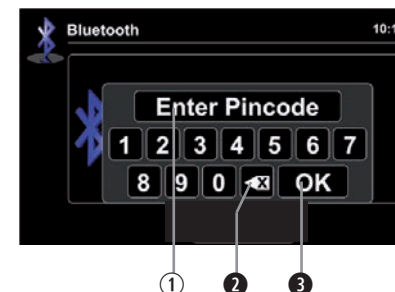 Bluetooth 10:1
Enter Pincode
1 2 3 4 5 6 7
8 9 0 OK
① ❷ ❸